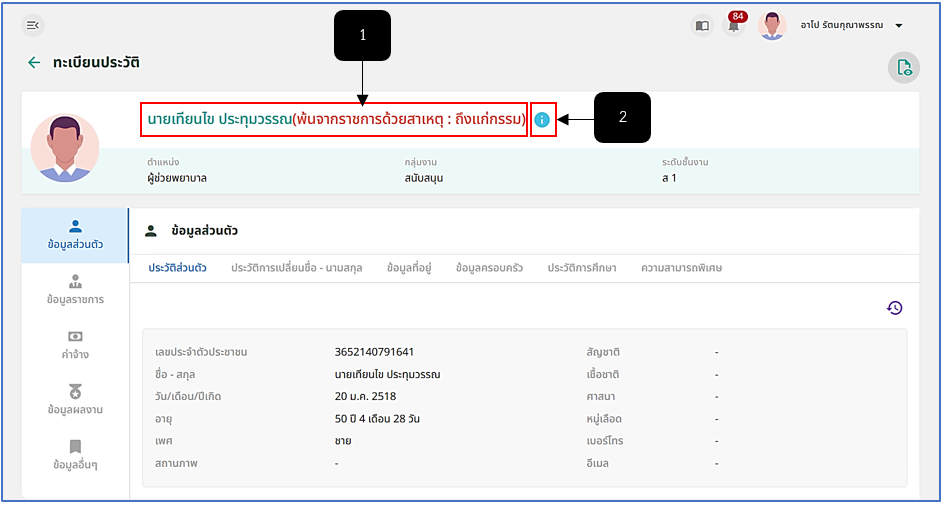 1
84
อาไป รัตนกุณาพรรณ
ทะเบียนประวัติ
นายเทียนไข ประทุมวรรณ(พ้นจากราชการด้วยสาเหตุ : ถึงแก่กรรม)
2
ตำแหน่ง กลุ่มงาน ระดับชั้นงาน
ผู้ช่วยพยาบาล สนับสนุน ส 1
ข้อมูลส่วนตัว
ข้อมูลราชการ
ค่าจ้าง
ข้อมูลผลงาน
ข้อมูลอื่นๆ
ข้อมูลส่วนตัว
ประวัติส่วนตัว ประวัติการเปลี่ยนชื่อ - นามสกุล ข้อมูลที่อยู่ ข้อมูลครอบครัว ประวัติการศึกษา ความสามารถพิเศษ
เลขประจำตัวประชาชน 3652140791641 สัญชาติ -
ชื่อ - สกุล นายเทียนไข ประทุมวรรณ เชื้อชาติ -
วัน/เดือน/ปีเกิด 20 ม.ค. 2518 ศาสนา -
อายุ 50 ปี 4 เดือน 28 วัน หมู่เลือด -
เพศ ชาย เบอร์โทร -
สถานภาพ - อีเมล -